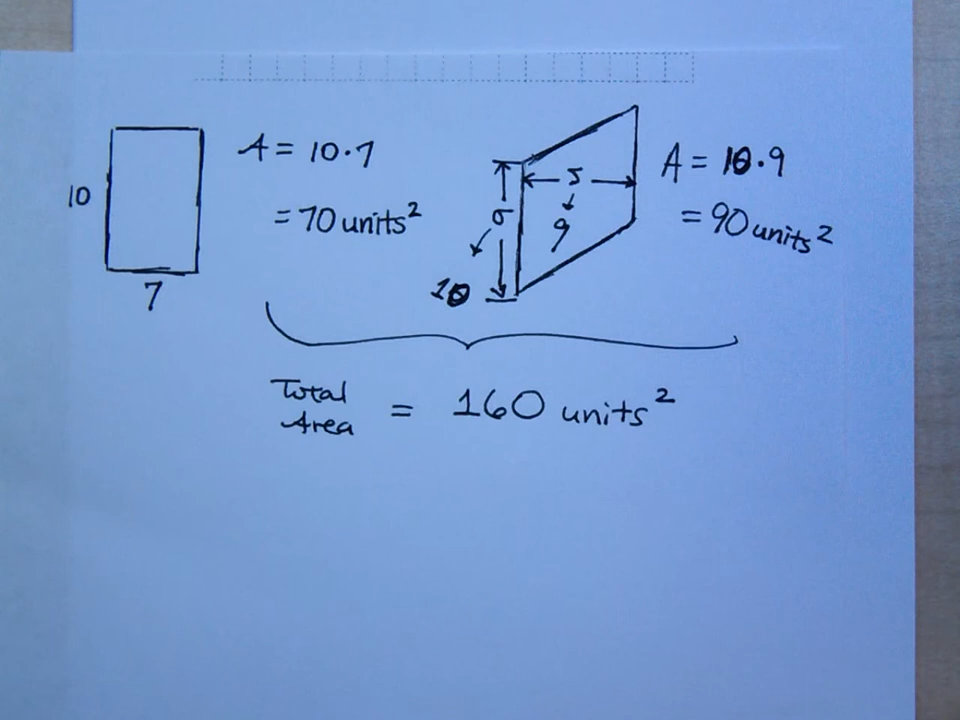 10
7
A = 10·7
= 70 units²
5
9
σ
10
A = 10·9
= 90 units²
Total
Area = 160 units²